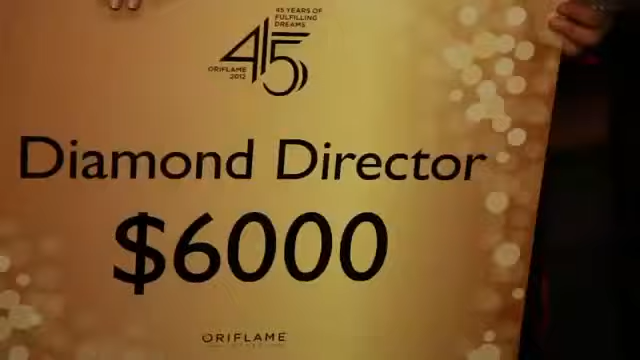 45 YEARS OF
FULFILLING
DREAMS
45
ORIFLAME
2012
Diamond Director
$6000
ORIFLAME